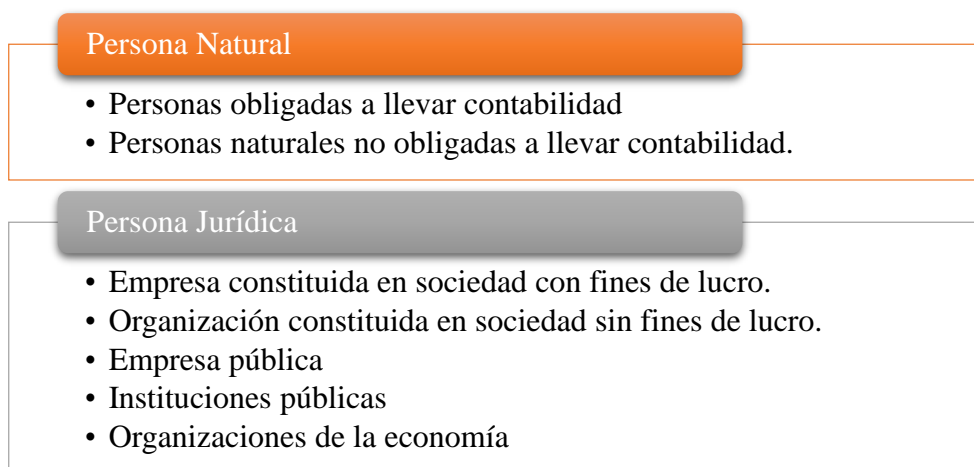 Persona Natural
• Personas obligadas a llevar contabilidad
• Personas naturales no obligadas a llevar contabilidad.
Persona Jurídica
• Empresa constituida en sociedad con fines de lucro.
• Organización constituida en sociedad sin fines de lucro.
• Empresa pública
• Instituciones públicas
• Organizaciones de la economía